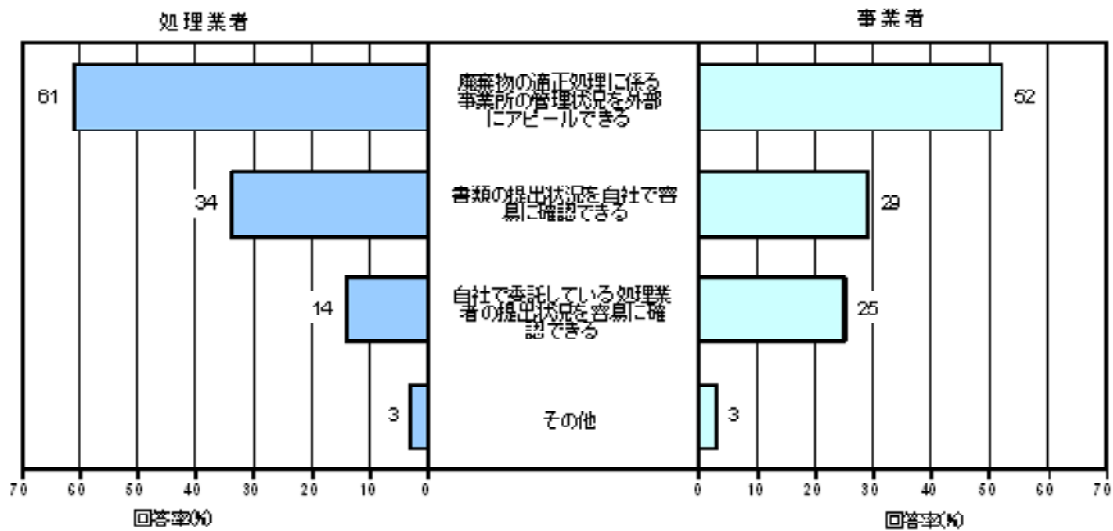 処理業者
事業者
廃棄物の適正処理に係る
事業所の管理状況を外部
にアピールできる
61
52
書類の提出状況を自社で容
易に確認できる
34
29
自社で委託している処理業
者の提出状況を容易に確
認できる
14
25
その他
3
3
70 60 50 40 30 20 10 0
0 10 20 30 40 50 60 70
回答率(%)
回答率(%)